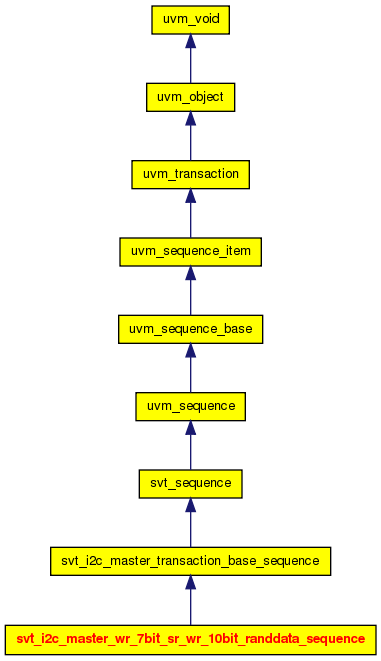 uvm_void
uvm_object
uvm_transaction
uvm_sequence_item
uvm_sequence_base
uvm_sequence
svt_sequence
svt_i2c_master_transaction_base_sequence
svt_i2c_master_wr_7bit_sr_wr_10bit_randdata_sequence